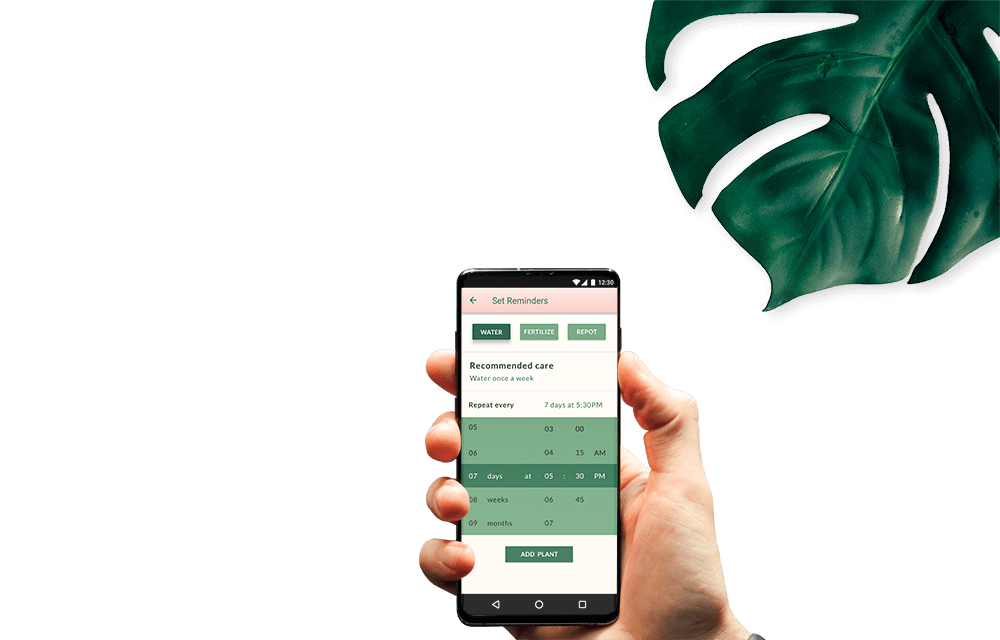 12:30
Set Reminders
WATER FERTILIZE REPOT
Recommended care
Water once a week
Repeat every 7 days at 5:30PM
05 03 00
06 04 15 AM
07 days at 05 : 30 PM
08 weeks 06 45
09 months 07
ADD PLANT